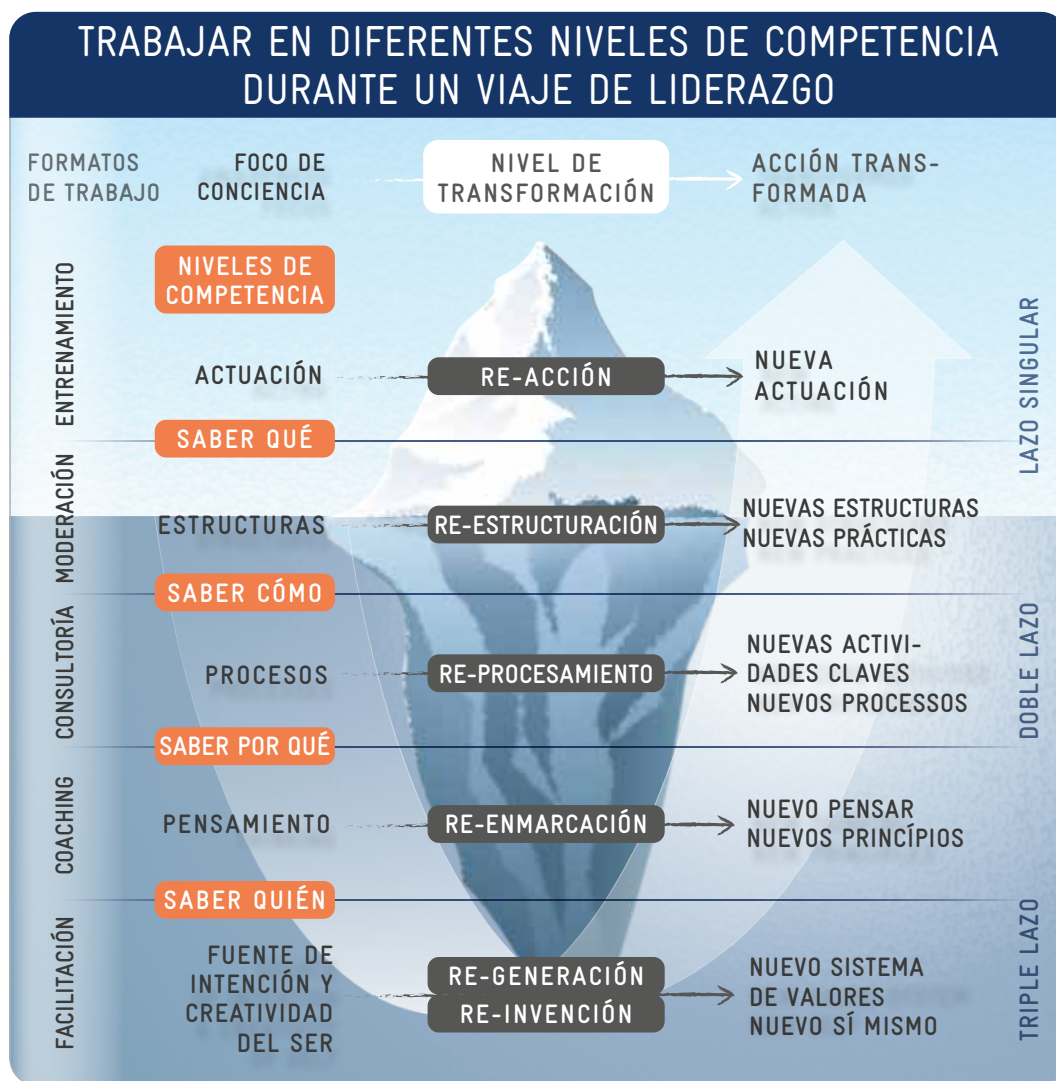 TRABAJAR EN DIFERENTES NIVELES DE COMPETENCIA
DURANTE UN VIAJE DE LIDERAZGO
FORMATOS
DE TRABAJO
FOCO DE
CONCIENCIA
NIVEL DE
TRANSFORMACIÓN
ACCIÓN TRANS-
FORMADA
NIVELES DE
COMPETENCIA
ENTRENAMIENTO
ACTUACIÓN
RE-ACCIÓN
NUEVA
ACTUACIÓN
LAZO SINGULAR
SABER QUÉ
MODERACIÓN
ESTRUCTURAS
RE-ESTRUCTURACIÓN
NUEVAS ESTRUCTURAS
NUEVAS PRÁCTICAS
SABER CÓMO
CONSULTORÍA
PROCESOS
RE-PROCESAMIENTO
NUEVAS ACTIVI-
DADES CLAVES
NUEVOS PROCESSOS
DOBLE LAZO
SABER POR QUÉ
COACHING
PENSAMIENTO
RE-ENMARCACIÓN
NUEVO PENSAR
NUEVOS PRINCÍPIOS
SABER QUIÉN
FACILITACIÓN
FUENTE DE
INTENCIÓN Y
CREATIVIDAD
DEL SER
RE-GENERACIÓN
RE-INVENCIÓN
NUEVO SISTEMA
DE VALORES
NUEVO SÍ MISMO
TRIPLE LAZO